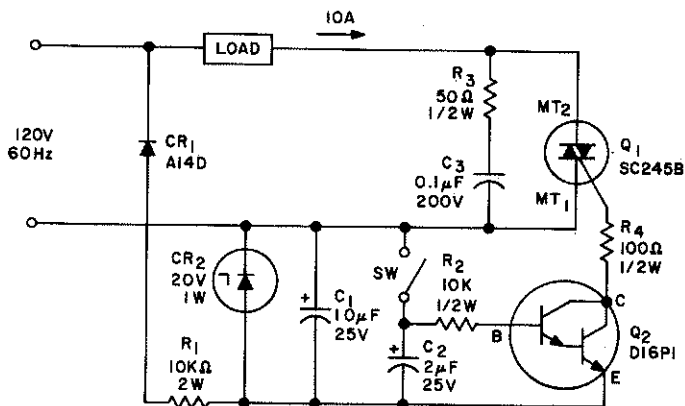 10A
LOAD
R3
50Ω
1/2W
MT2
120V
60Hz
CR1
A14D
C3
0.1μF
200V
Q1
SC245B
MT1
CR2
20V
1W
SW
R2
10K
1/2W
R4
100Ω
1/2W
C
+
C1
10μF
25V
B
Q2
D16P1
R1
10KΩ
2W
+
C2
2μF
25V
E